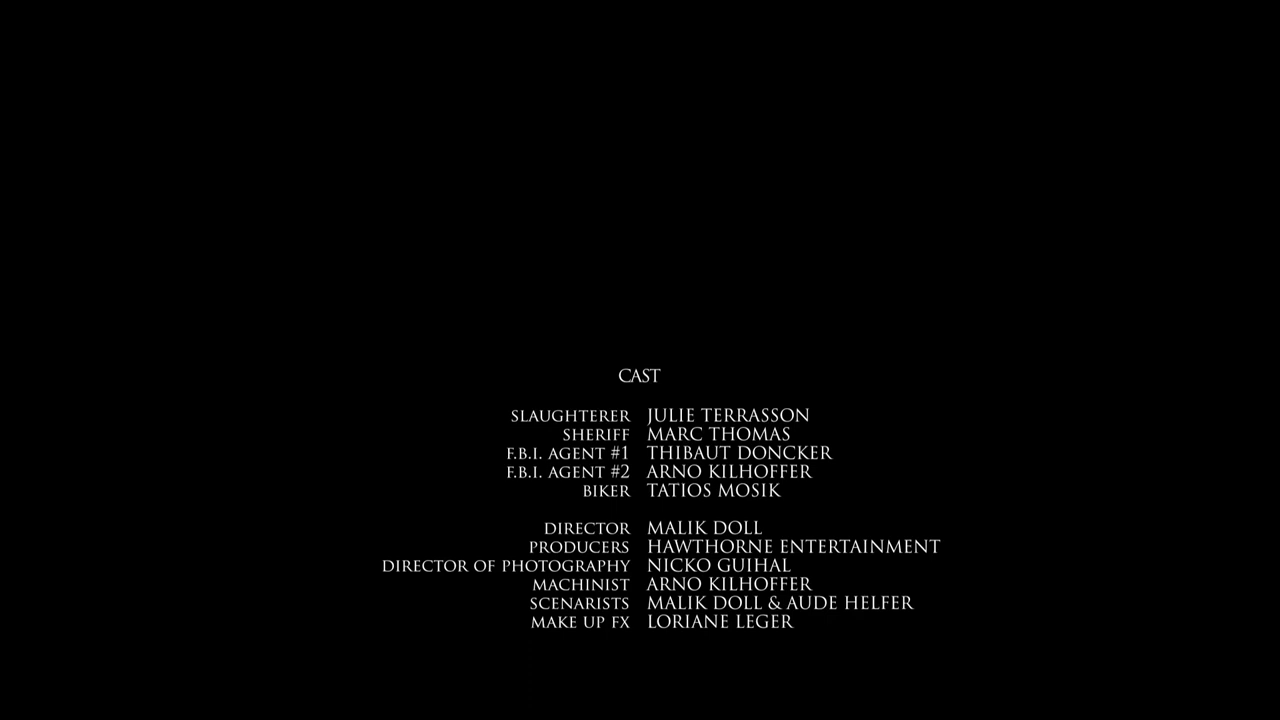 CAST
SLAUGHTERER JULIE TERRASSON
SHERIFF MARC THOMAS
F.B.I. AGENT #1 THIBAUT DONCKER
F.B.I. AGENT #2 ARNO KILHOFFER
BIKER TATIOS MOSIK
DIRECTOR MALIK DOLL
PRODUCERS HAWTHORNE ENTERTAINMENT
DIRECTOR OF PHOTOGRAPHY NICKO GUIHAL
MACHINIST ARNO KILHOFFER
SCENARISTS MALIK DOLL & AUDE HELFER
MAKE UP FX LORIANE LEGER